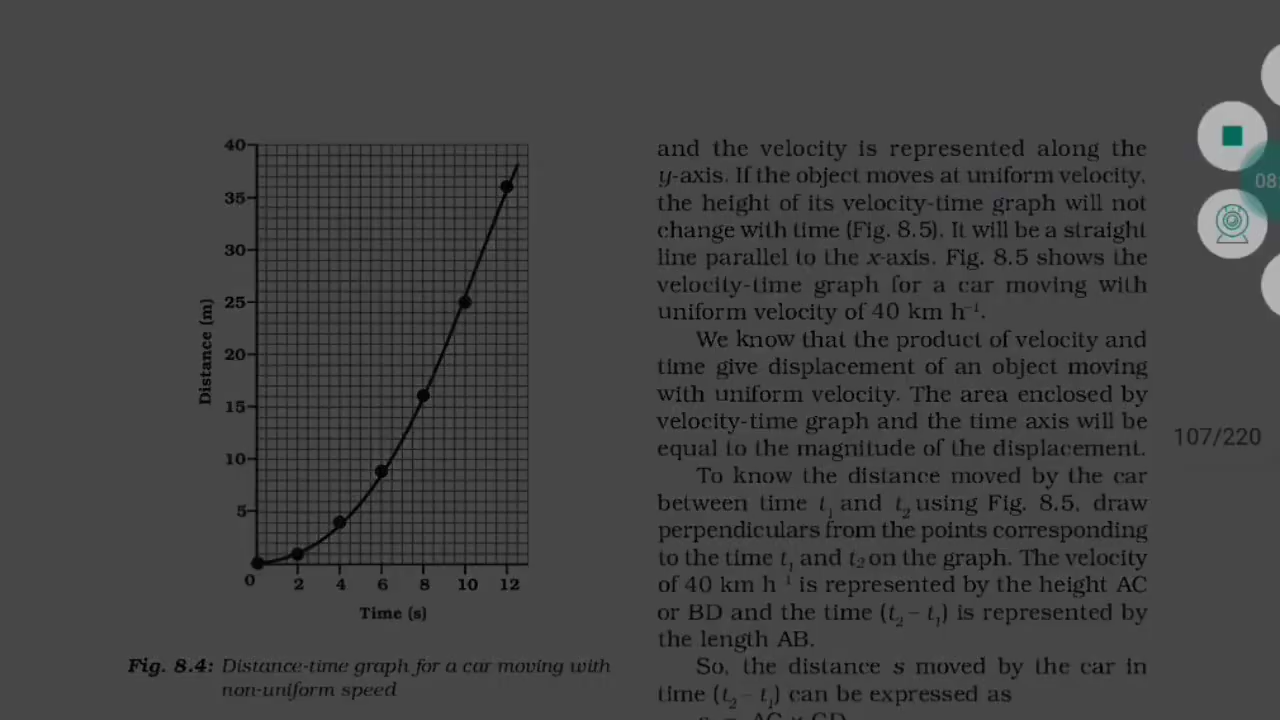 40
35
30
25
20
15
10
5
0
2 4 6 8 10 12
Distance (m)
Time (s)
Fig. 8.4: Distance-time graph for a car moving with
non-uniform speed
and the velocity is represented along the
y-axis. If the object moves at uniform velocity,
the height of its velocity-time graph will not
change with time (Fig. 8.5). It will be a straight
line parallel to the x-axis. Fig. 8.5 shows the
velocity-time graph for a car moving with
uniform velocity of 40 km h⁻¹.
We know that the product of velocity and
time give displacement of an object moving
with uniform velocity. The area enclosed by
velocity-time graph and the time axis will be
equal to the magnitude of the displacement.
To know the distance moved by the car
between time t₁ and t₂ using Fig. 8.5, draw
perpendiculars from the points corresponding
to the time t₁ and t₂ on the graph. The velocity
of 40 km h⁻¹ is represented by the height AC
or BD and the time (t₂ – t₁) is represented by
the length AB.
So, the distance s moved by the car in
time (t₂ – t₁) can be expressed as
107/220
08: